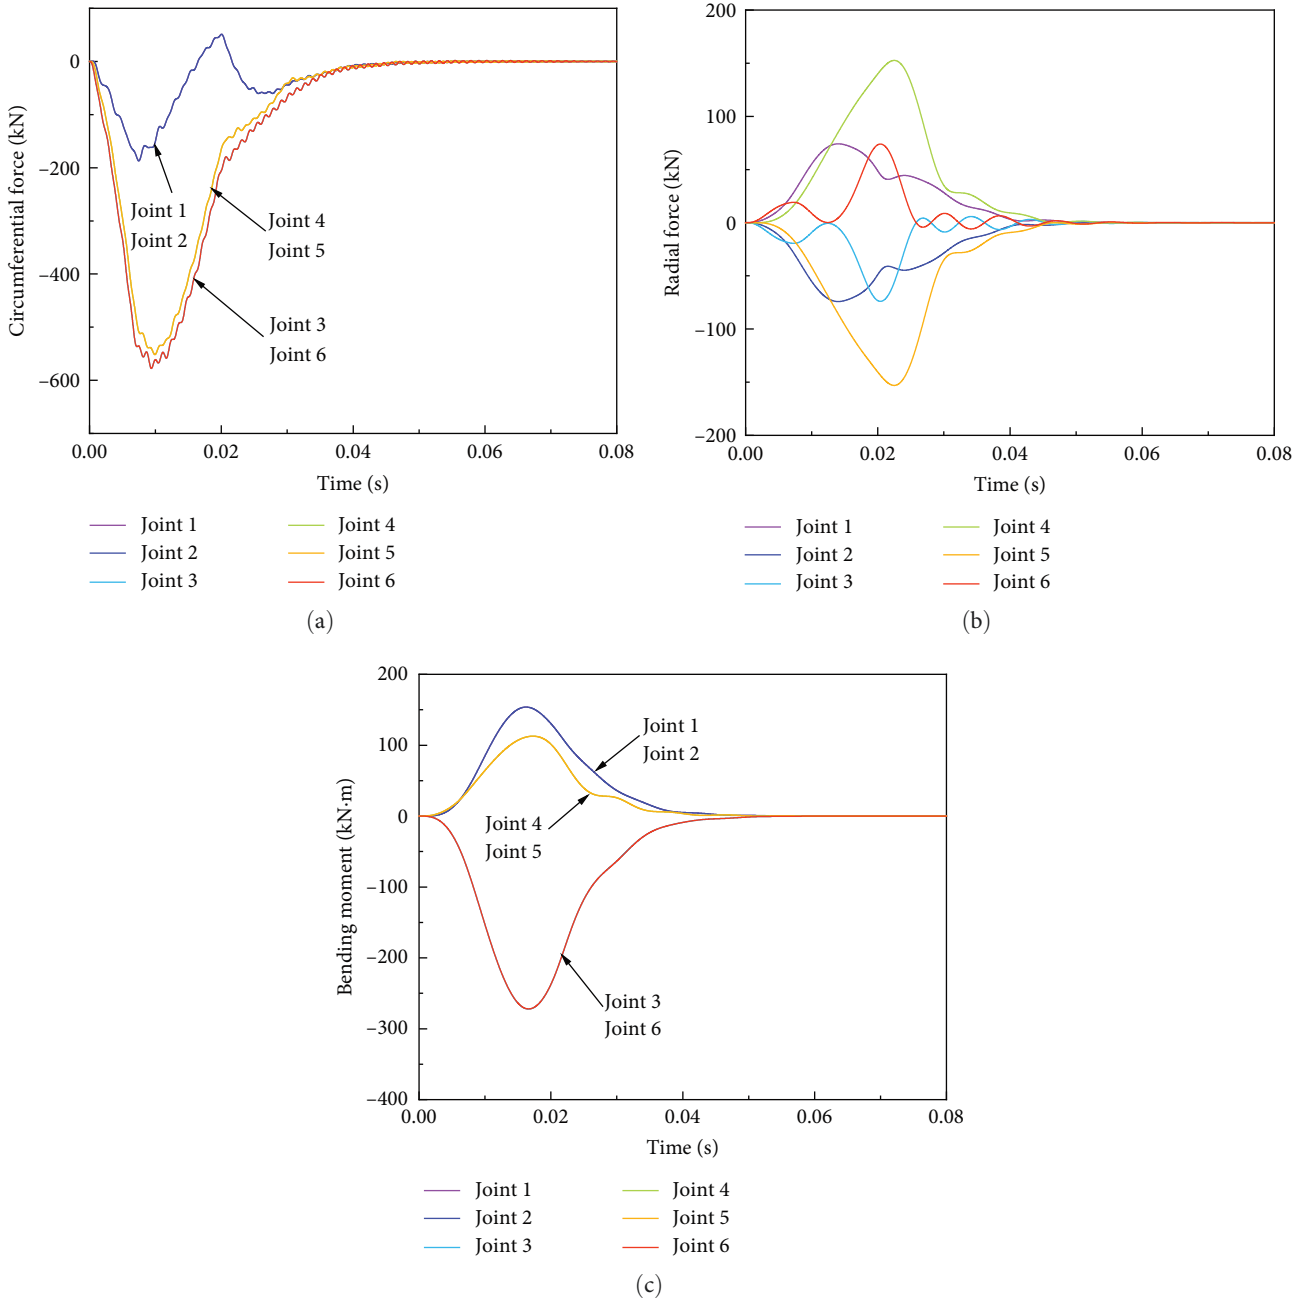 0
−200
−400
−600
Circumferential force (kN)
Joint 1
Joint 2
Joint 4
Joint 5
Joint 3
Joint 6
0.00
0.02
0.04
0.06
0.08
Time (s)
Joint 1
Joint 2
Joint 3
Joint 4
Joint 5
Joint 6
(a)
200
100
0
−100
−200
Radial force (kN)
0.00
0.02
0.04
0.06
0.08
Time (s)
Joint 1
Joint 2
Joint 3
Joint 4
Joint 5
Joint 6
(b)
200
100
0
−100
−200
−300
−400
Bending moment (kN·m)
Joint 1
Joint 2
Joint 4
Joint 5
Joint 3
Joint 6
0.00
0.02
0.04
0.06
0.08
Time (s)
Joint 1
Joint 2
Joint 3
Joint 4
Joint 5
Joint 6
(c)